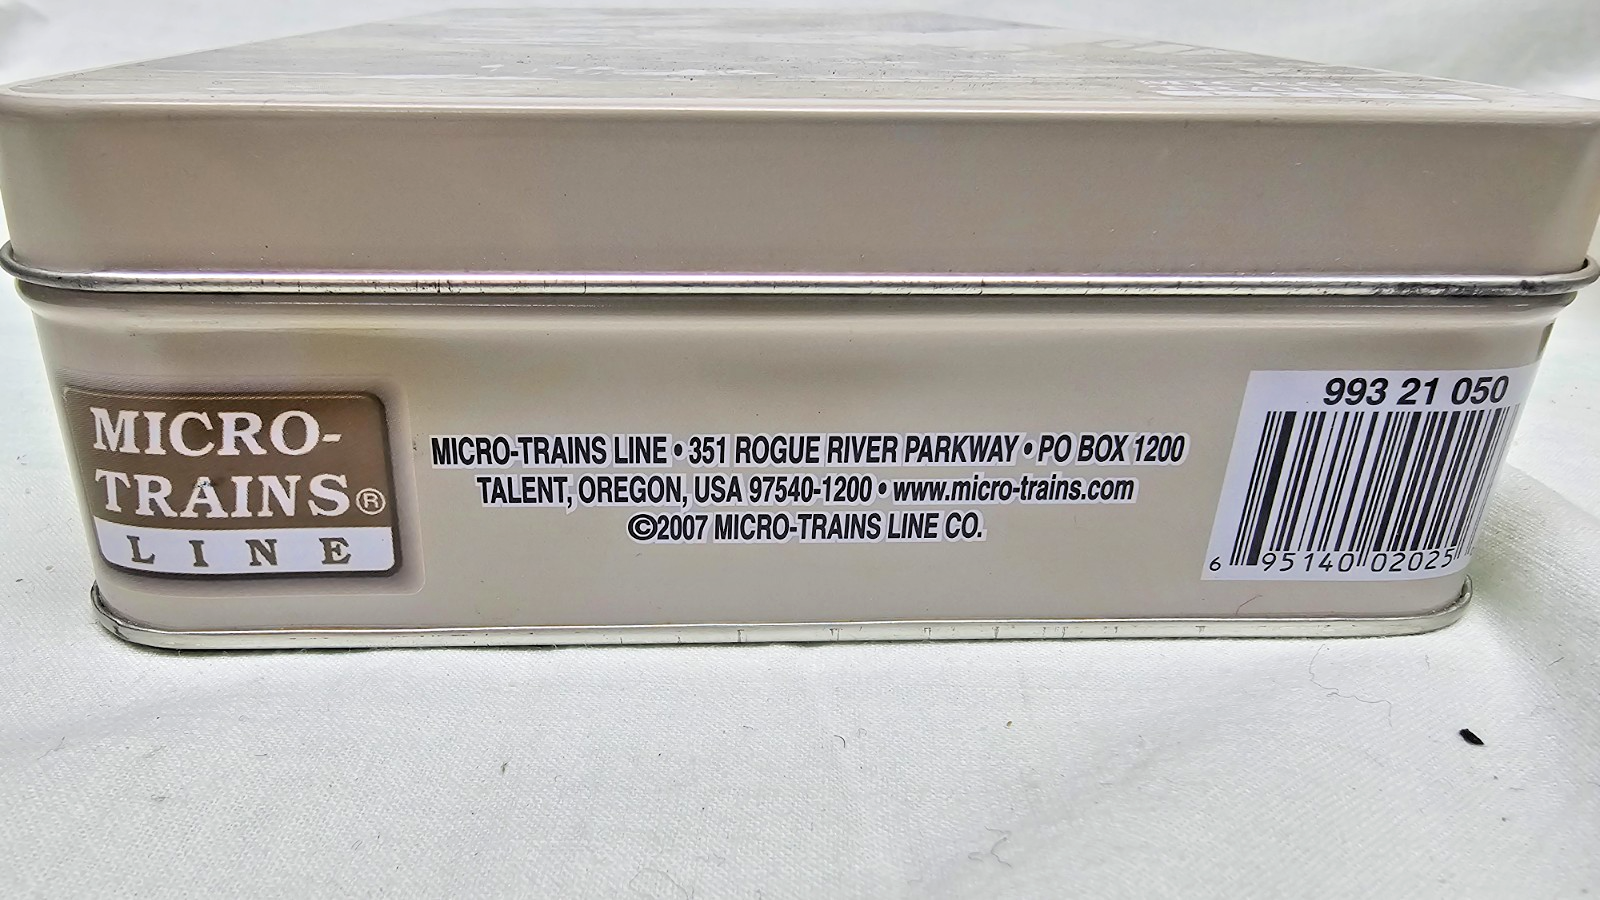 MICRO-
TRAINS®
LINE
MICRO-TRAINS LINE • 351 ROGUE RIVER PARKWAY • PO BOX 1200
TALENT, OREGON, USA 97540-1200 • www.micro-trains.com
©2007 MICRO-TRAINS LINE CO.
993 21 050
6 95140 02025